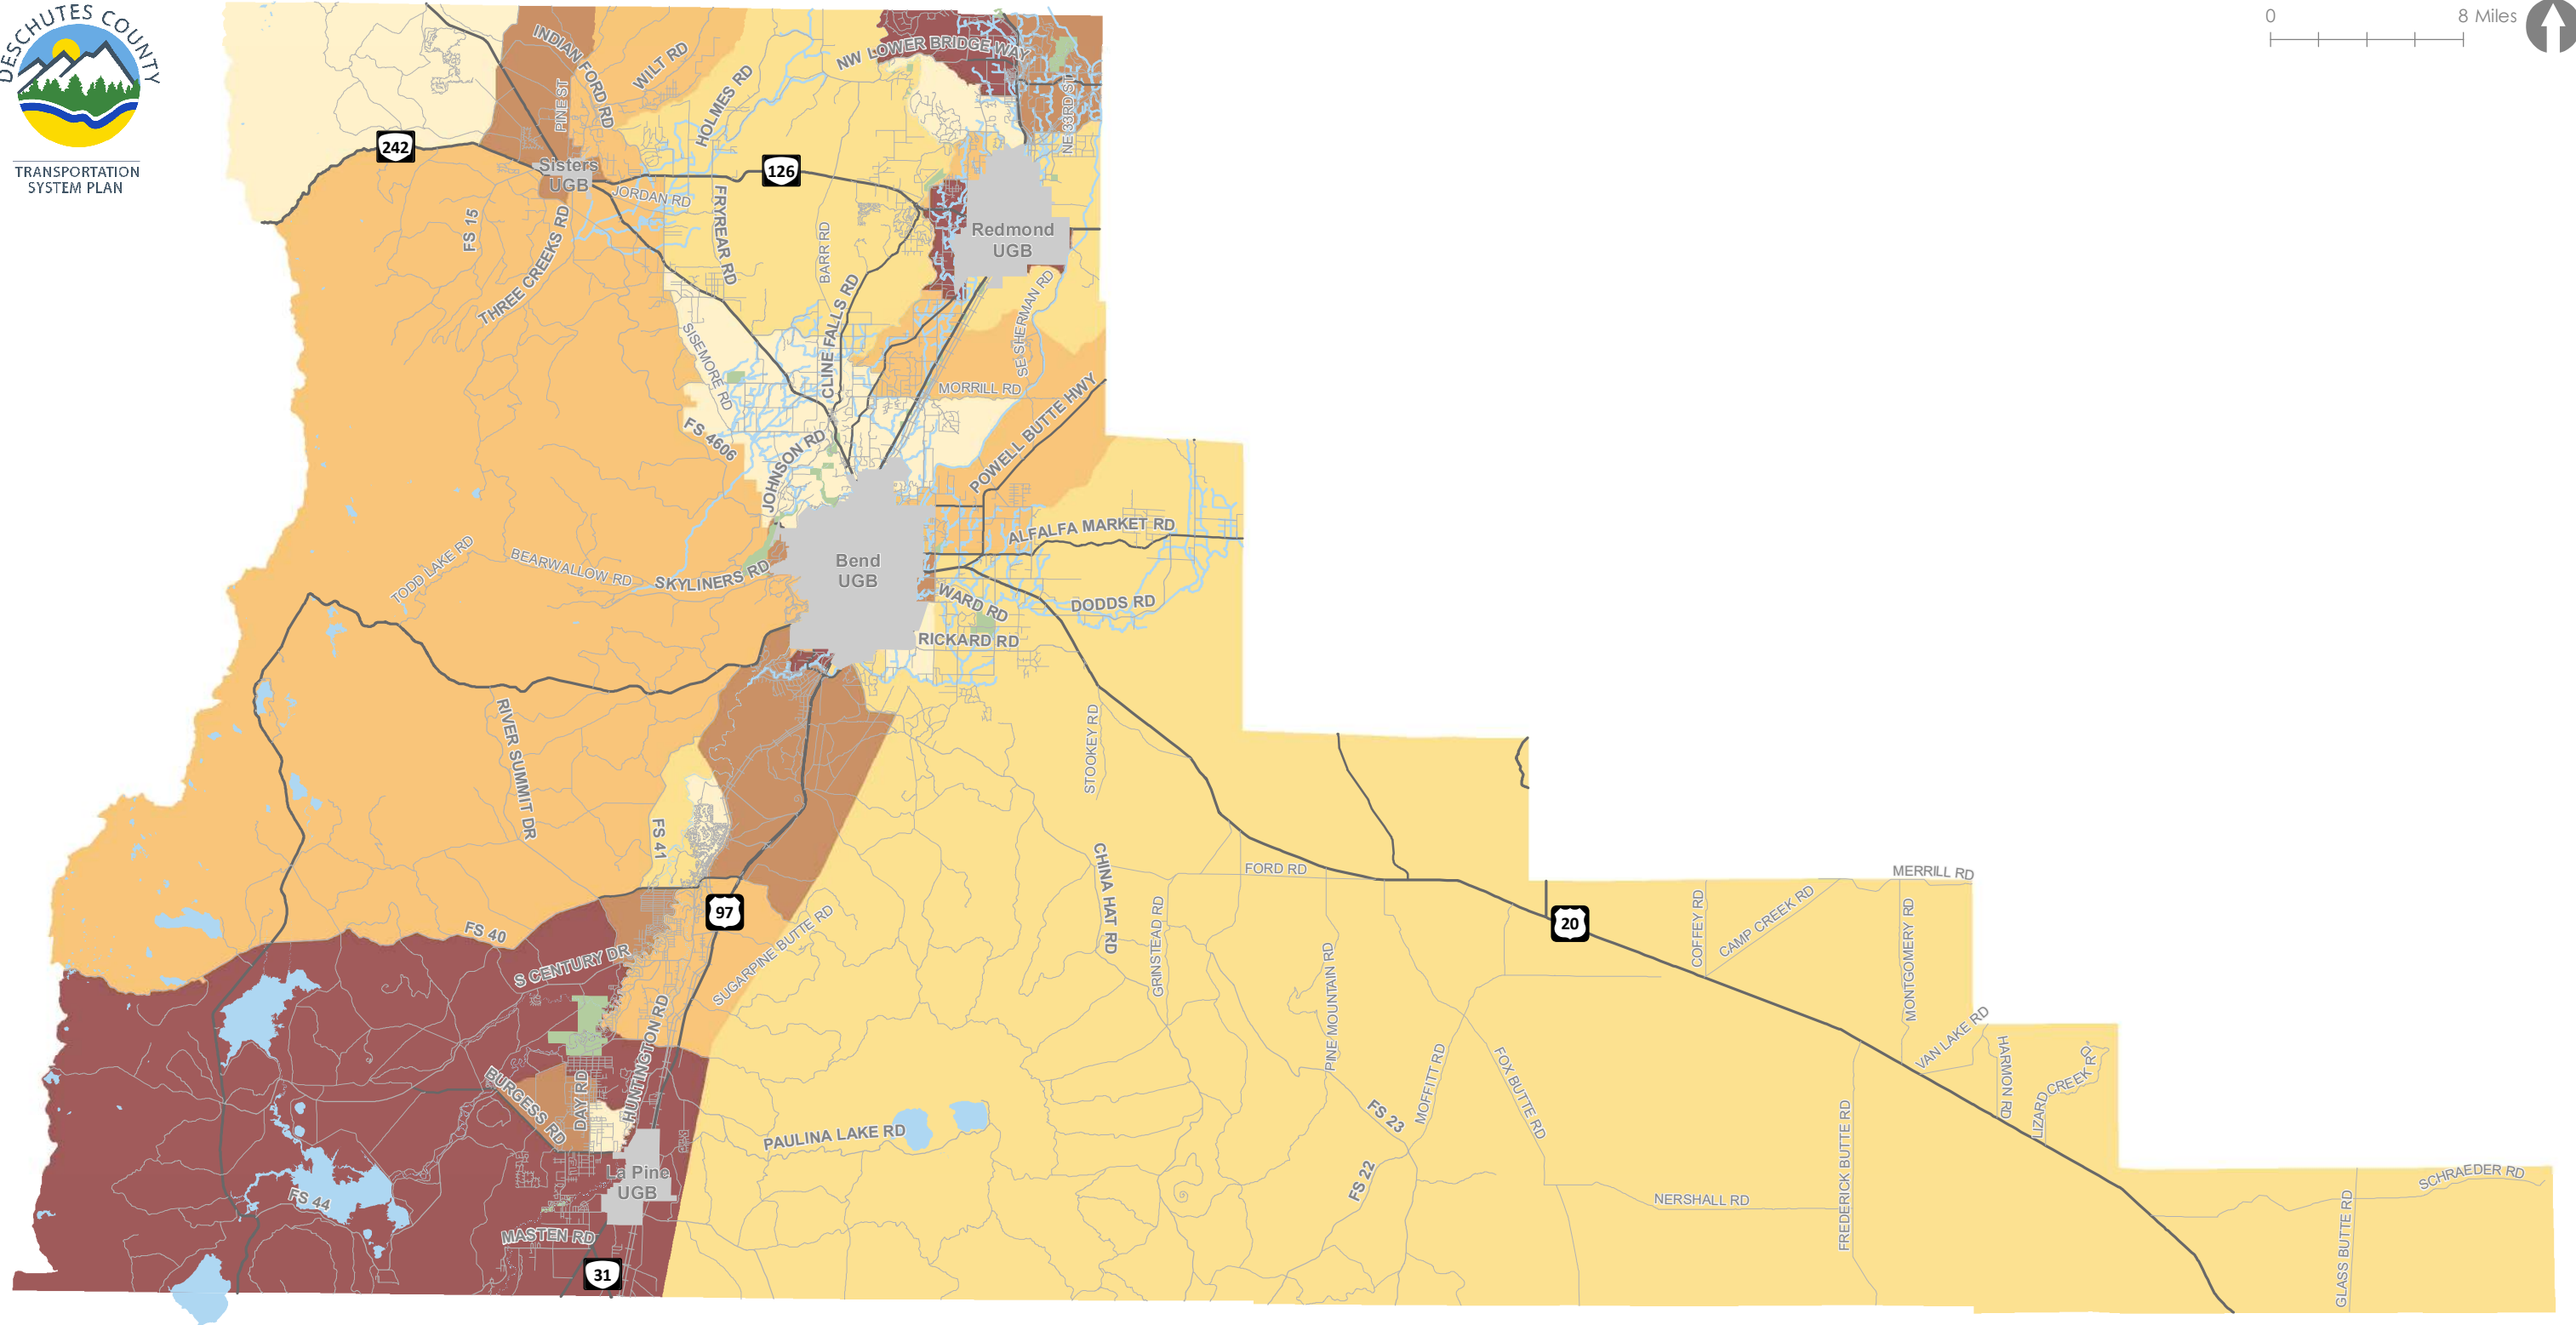 DESCHUTES COUNTY
TRANSPORTATION
SYSTEM PLAN
0 8 Miles
INDIAN FORD RD
WILT RD
PINE ST
HOLMES RD
NW LOWER BRIDGE WAY
NE 33RD ST
242
126
Sisters
UGB
JORDAN RD
FRYREAR RD
BARR RD
FS 15
THREE CREEKS RD
Redmond
UGB
SISEMORE RD
CLINE FALLS RD
SE SHERMAN RD
MORRILL RD
POWELL BUTTE HWY
FS 4606
JOHNSON RD
ALFALFA MARKET RD
TODD LAKE RD
BEARWALLOW RD
SKYLINERS RD
Bend
UGB
WARD RD
DODDS RD
RICKARD RD
RIVER SUMMIT DR
STOOKEY RD
FS 41
CHINA HAT RD
FORD RD
MERRILL RD
97
20
GRINSTEAD RD
COFFEY RD
CAMP CREEK RD
MONTGOMERY RD
FS 40
S CENTURY DR
SUGARPINE BUTTE RD
PINE MOUNTAIN RD
HUNTINGTON RD
VAN LAKE RD
HARMON RD
LIZARD CREEK RD
BURGESS RD
DAY RD
MOFFITT RD
FOX BUTTE RD
FS 23
PAULINA LAKE RD
FREDERICK BUTTE RD
La Pine
UGB
FS 44
FS 22
NERSHALL RD
SCHRAEDER RD
GLASS BUTTE RD
MASTEN RD
31